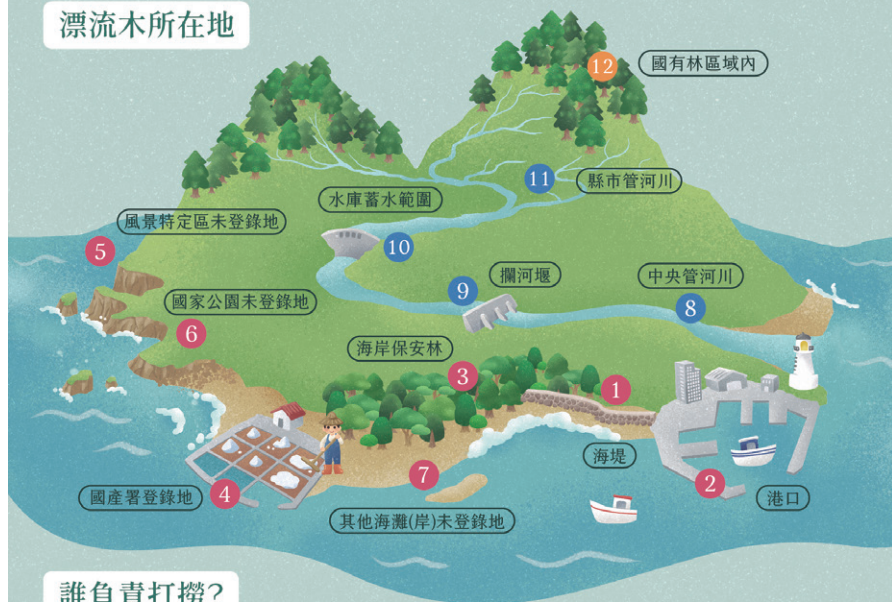 漂流木所在地
12
國有林區域內
11
縣市管河川
水庫蓄水範圍
風景特定區未登錄地
5
10
攔河堰
中央管河川
9
8
國家公園未登錄地
6
海岸保安林
3
1
7
海堤
2
港口
國產署登錄地
4
其他海灘(岸)未登錄地
誰負責打撈?